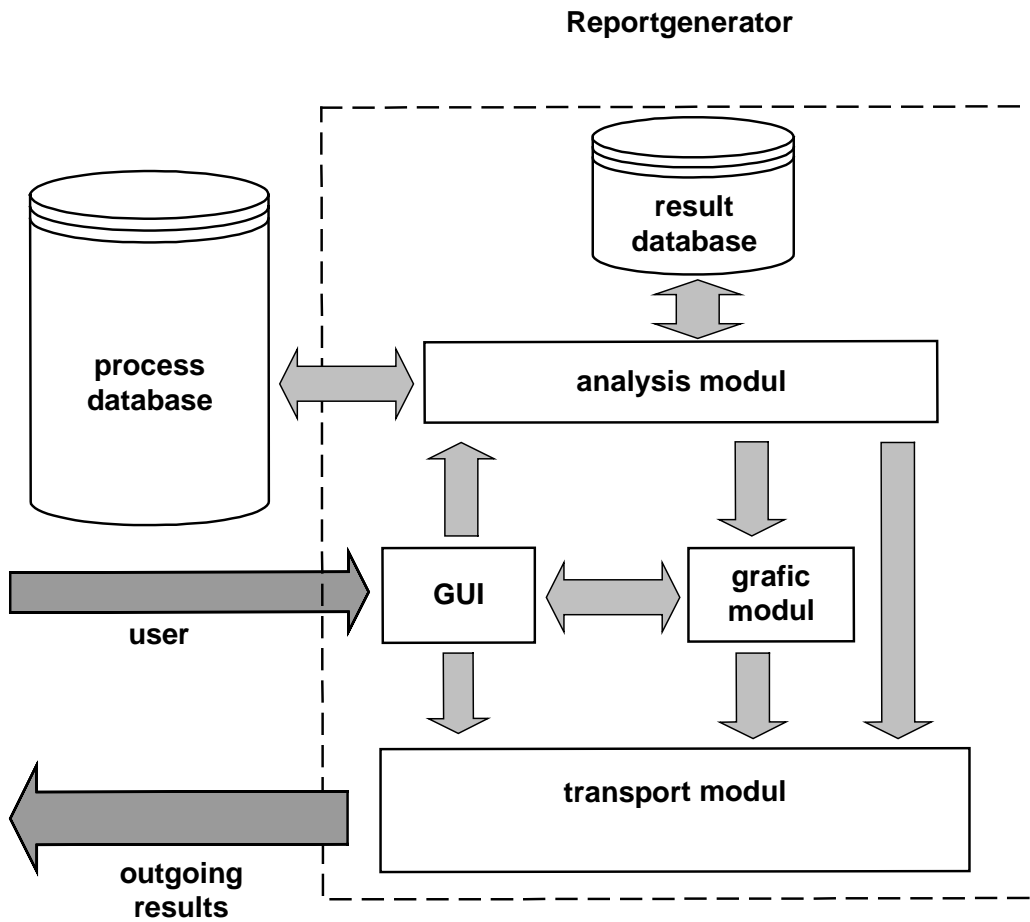 Reportgenerator
result
database
process
database
analysis modul
GUI
grafic
modul
user
transport modul
outgoing
results